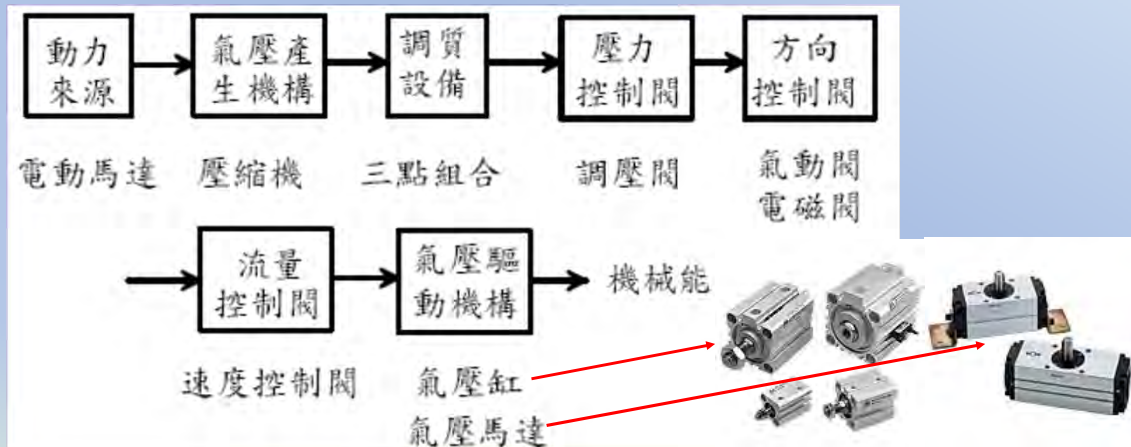 動力
來源
氣壓產
生機構
調質
設備
壓力
控制閥
方向
控制閥
電動馬達
壓縮機
三點組合
調壓閥
氣動閥
電磁閥
流量
控制閥
氣壓驅
動機構
機械能
速度控制閥
氣壓缸
氣壓馬達